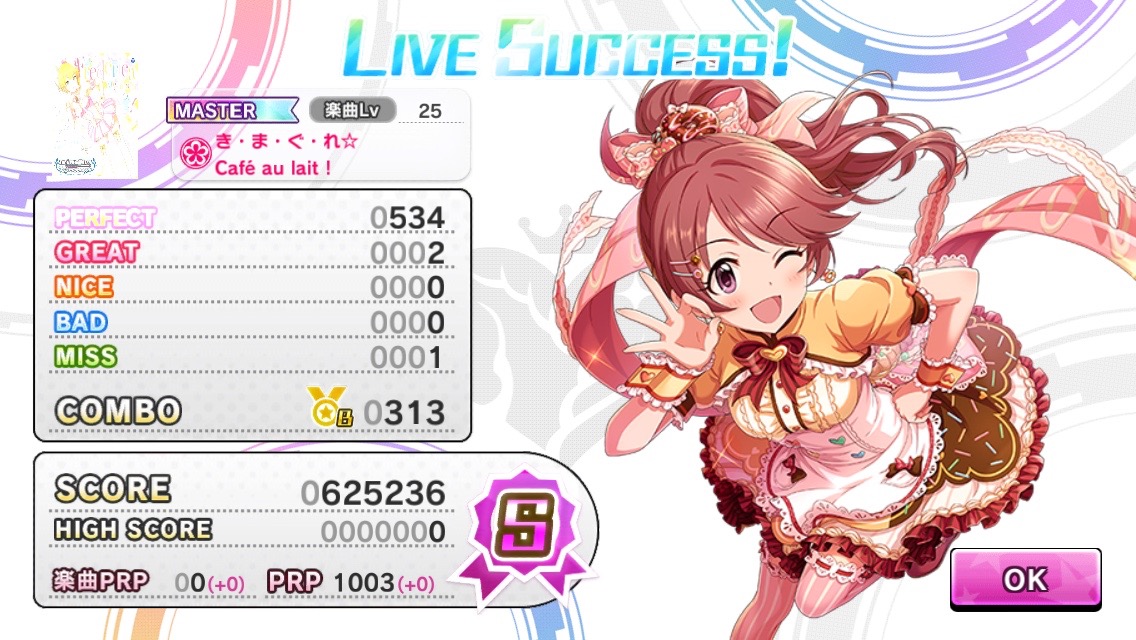 LIVE SUCCESS!
MASTER 楽曲Lv 25
き・ま・ぐ・れ☆
Café au lait！
PERFECT 0534
GREAT 0002
NICE 0000
BAD 0000
MISS 0001
COMBO B 0313
SCORE 0625236
HIGH SCORE 0000000
S
楽曲PRP 00(+0) PRP 1003(+0)
OK